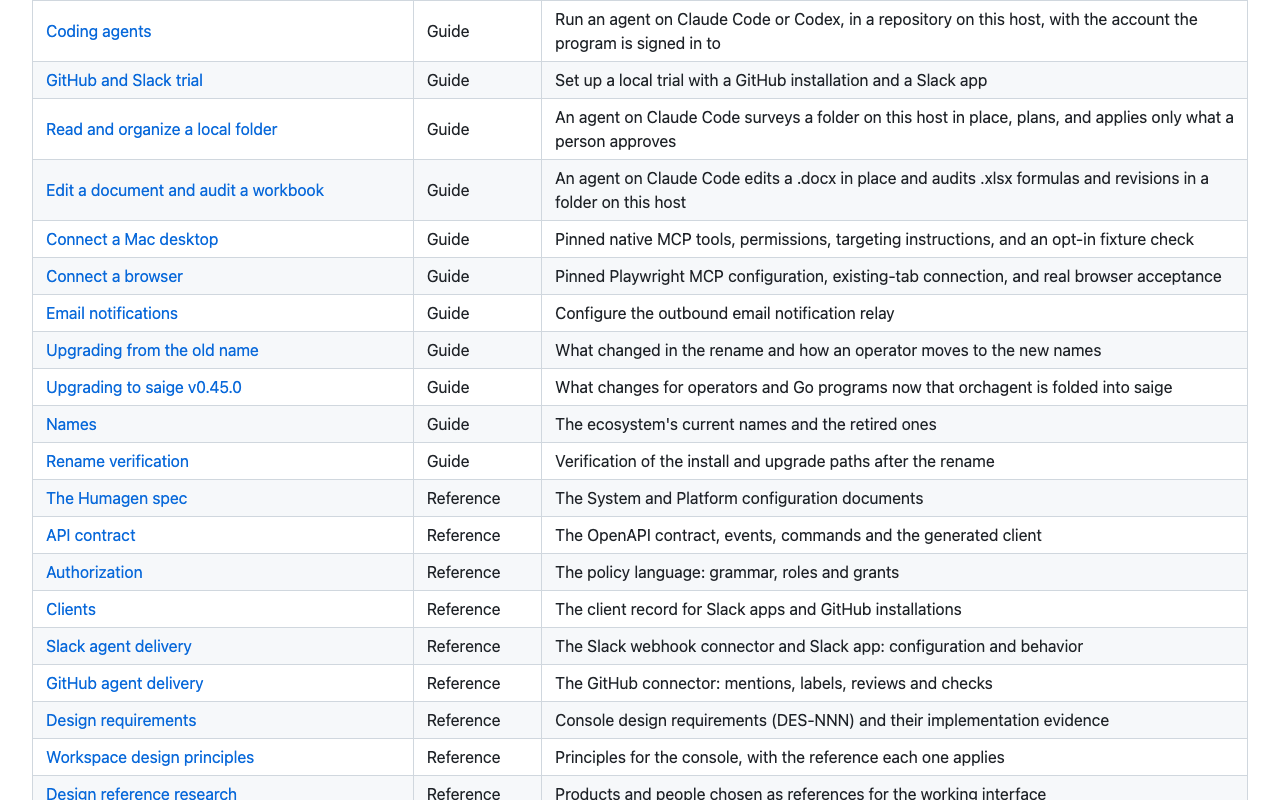 Coding agents
Guide
Run an agent on Claude Code or Codex, in a repository on this host, with the account the
program is signed in to
GitHub and Slack trial
Guide
Set up a local trial with a GitHub installation and a Slack app
Read and organize a local folder
Guide
An agent on Claude Code surveys a folder on this host in place, plans, and applies only what a
person approves
Edit a document and audit a workbook
Guide
An agent on Claude Code edits a .docx in place and audits .xlsx formulas and revisions in a
folder on this host
Connect a Mac desktop
Guide
Pinned native MCP tools, permissions, targeting instructions, and an opt-in fixture check
Connect a browser
Guide
Pinned Playwright MCP configuration, existing-tab connection, and real browser acceptance
Email notifications
Guide
Configure the outbound email notification relay
Upgrading from the old name
Guide
What changed in the rename and how an operator moves to the new names
Upgrading to saige v0.45.0
Guide
What changes for operators and Go programs now that orchagent is folded into saige
Names
Guide
The ecosystem's current names and the retired ones
Rename verification
Guide
Verification of the install and upgrade paths after the rename
The Humagen spec
Reference
The System and Platform configuration documents
API contract
Reference
The OpenAPI contract, events, commands and the generated client
Authorization
Reference
The policy language: grammar, roles and grants
Clients
Reference
The client record for Slack apps and GitHub installations
Slack agent delivery
Reference
The Slack webhook connector and Slack app: configuration and behavior
GitHub agent delivery
Reference
The GitHub connector: mentions, labels, reviews and checks
Design requirements
Reference
Console design requirements (DES-NNN) and their implementation evidence
Workspace design principles
Reference
Principles for the console, with the reference each one applies
Design reference research
Reference
Products and people chosen as references for the working interface